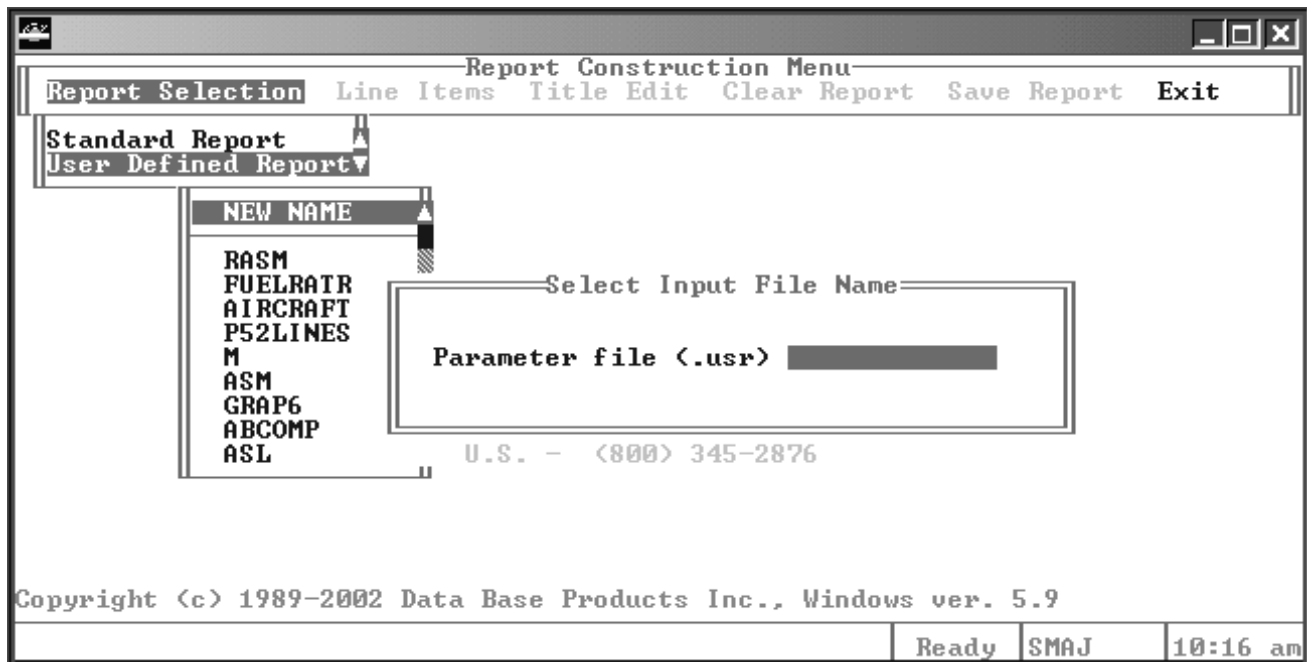 Report Construction Menu
Report Selection Line Items Title Edit Clear Report Save Report Exit
Standard Report
User Defined Report
NEW NAME
RASM
FUELRATR
AIRCRAFT
P52LINES
M
ASM
GRAP6
ABCOMP
ASL
Select Input File Name
Parameter file (.usr)
U.S. - (800) 345-2876
Copyright (c) 1989-2002 Data Base Products Inc., Windows ver. 5.9
Ready SMAJ 10:16 am